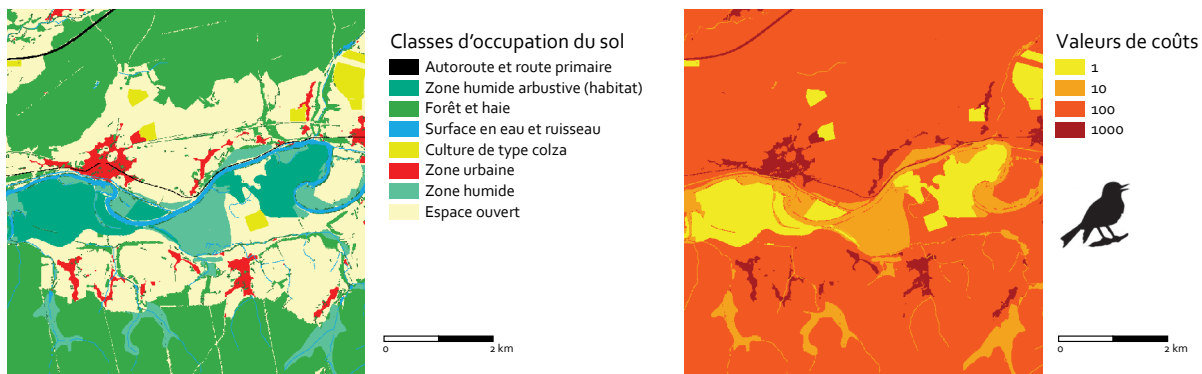 Classes d'occupation du sol
Autoroute et route primaire
Zone humide arbustive (habitat)
Forêt et haie
Surface en eau et ruisseau
Culture de type colza
Zone urbaine
Zone humide
Espace ouvert
0 2 km
Valeurs de coûts
1
10
100
1000
0 2 km